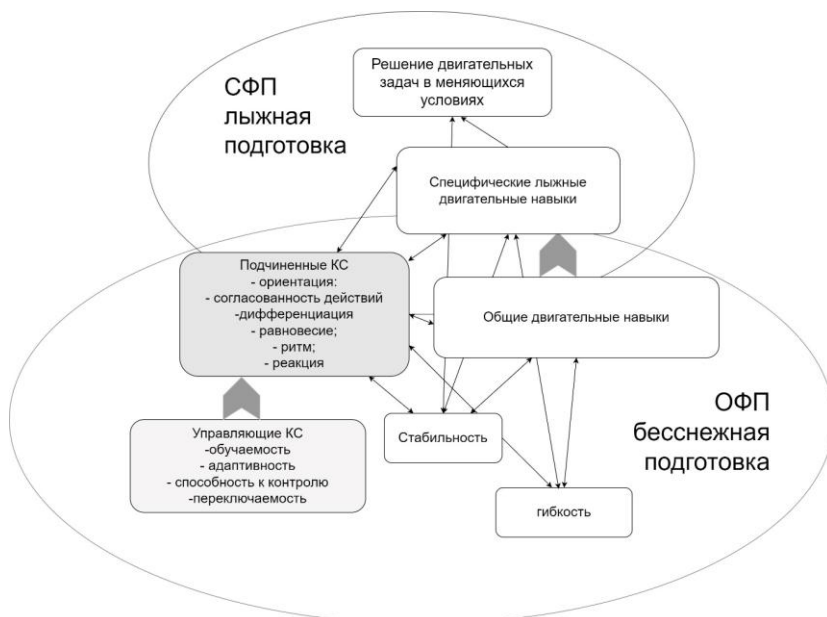 СФП
лыжная
подготовка
Решение двигательных
задач в меняющихся
условиях
Специфические лыжные
двигательные навыки
Подчиненные КС
- ориентация:
- согласованность действий
-дифференциация
- равновесие;
- ритм;
- реакция
Общие двигательные навыки
Управляющие КС
-обучаемость
- адаптивность
- способность к контролю
-переключаемость
Стабильность
гибкость
ОФП
бесснежная
подготовка